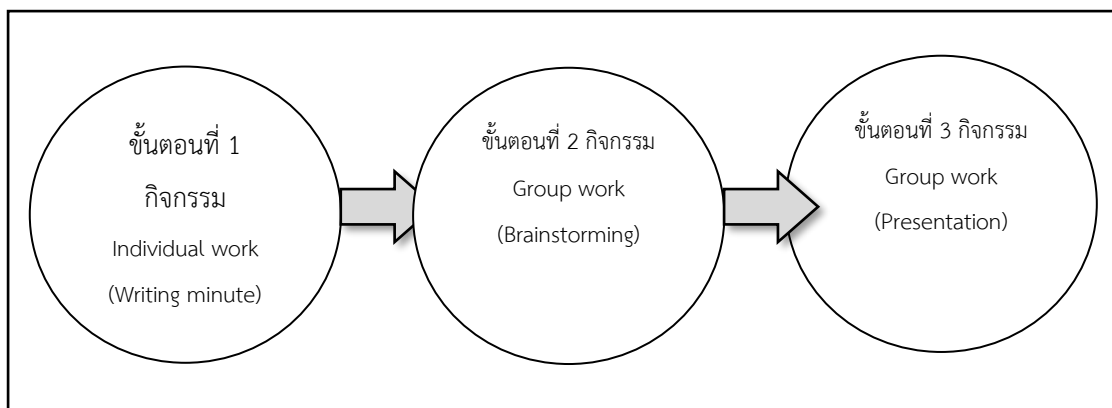 ขั้นตอนที่ 1
กิจกรรม
Individual work
(Writing minute)
ขั้นตอนที่ 2 กิจกรรม
Group work
(Brainstorming)
ขั้นตอนที่ 3 กิจกรรม
Group work
(Presentation)